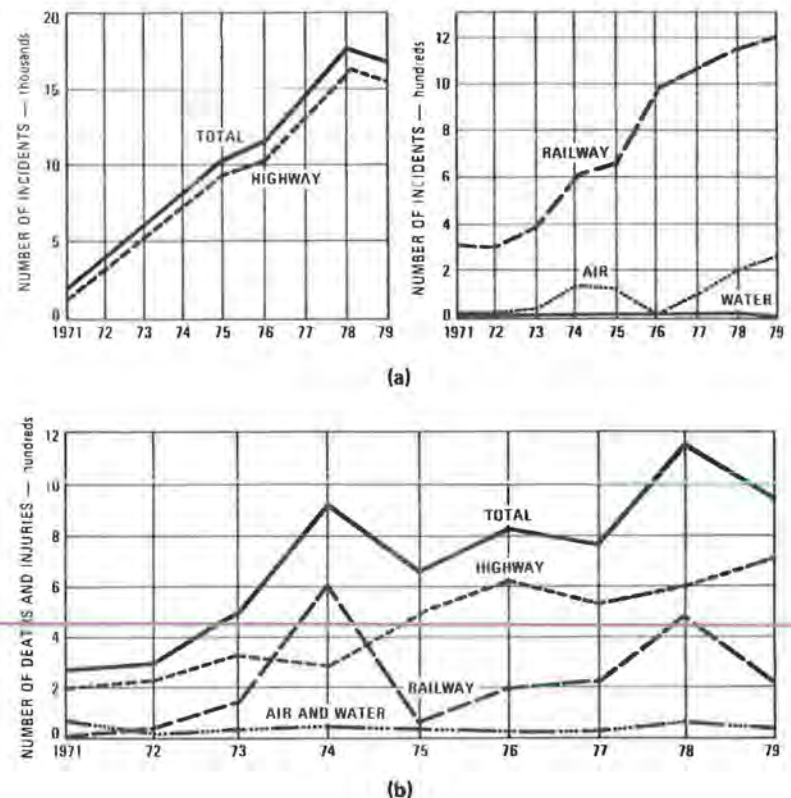 NUMBER OF INCIDENTS — thousands
20
15
10
5
0
TOTAL
HIGHWAY
1971 72 73 74 75 76 77 78 79
NUMBER OF INCIDENTS — hundreds
12
10
8
6
4
2
0
RAILWAY
AIR
WATER
1971 72 73 74 75 76 77 78 79
(a)
NUMBER OF DEATHS AND INJURIES — hundreds
12
10
8
6
4
2
0
TOTAL
HIGHWAY
RAILWAY
AIR AND WATER
1971 72 73 74 75 76 77 78 79
(b)